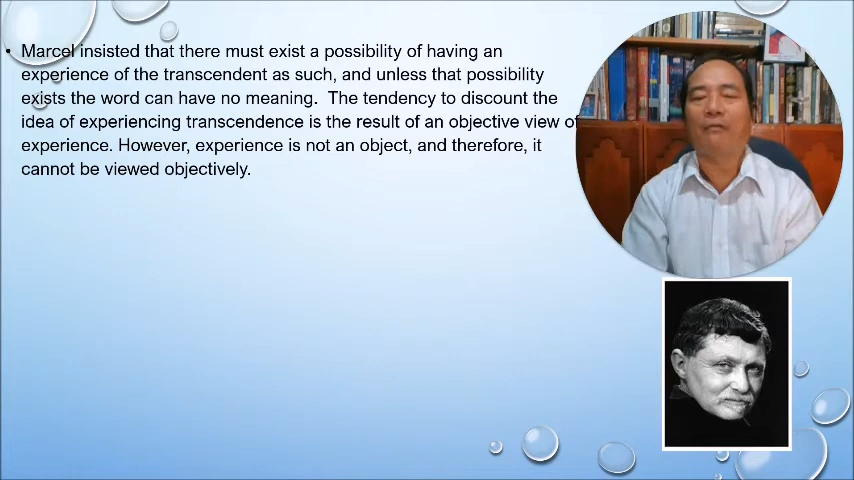 • Marcel insisted that there must exist a possibility of having an
experience of the transcendent as such, and unless that possibility
exists the word can have no meaning.  The tendency to discount the
idea of experiencing transcendence is the result of an objective view of
experience. However, experience is not an object, and therefore, it
cannot be viewed objectively.